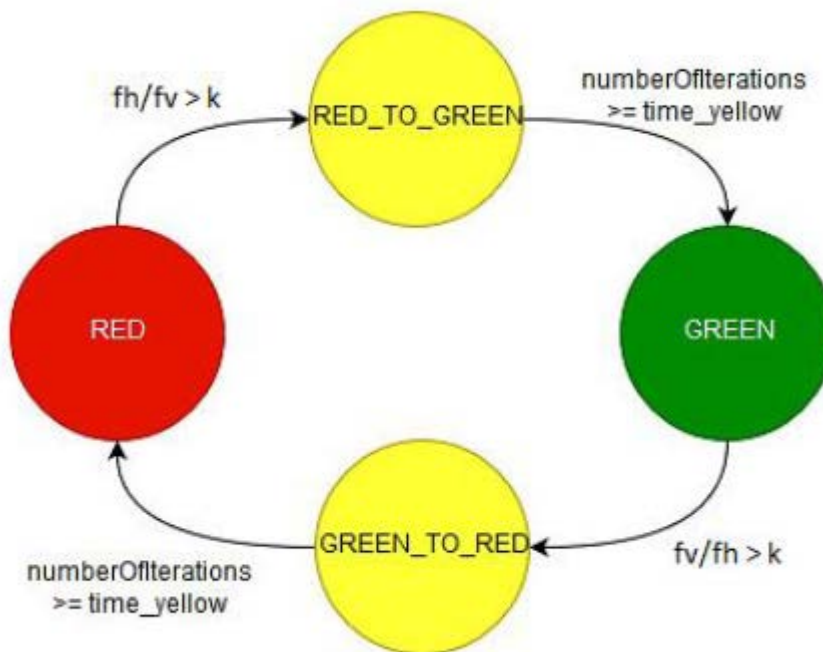 fh/fv > k
RED_TO_GREEN
numberOfIterations
>= time_yellow
RED
GREEN
GREEN_TO_RED
fv/fh > k
numberOfIterations
>= time_yellow